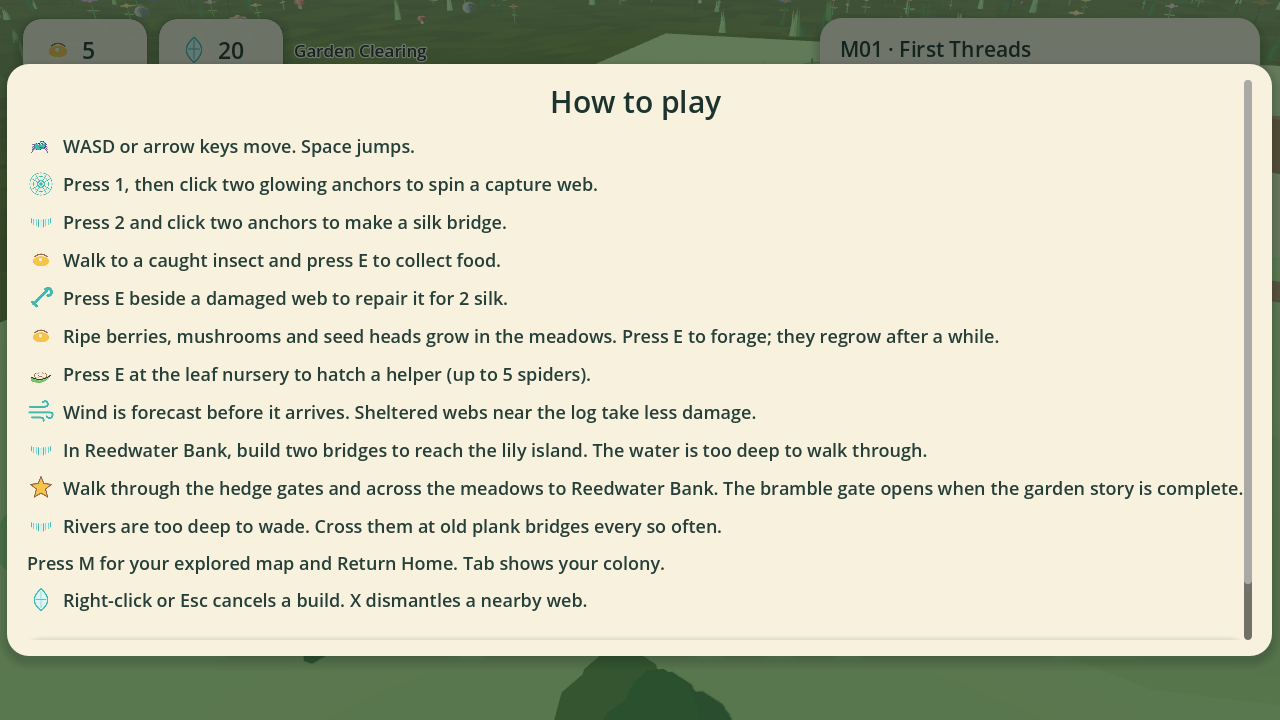 5
20
Garden Clearing
M01 · First Threads
How to play
WASD or arrow keys move. Space jumps.
Press 1, then click two glowing anchors to spin a capture web.
Press 2 and click two anchors to make a silk bridge.
Walk to a caught insect and press E to collect food.
Press E beside a damaged web to repair it for 2 silk.
Ripe berries, mushrooms and seed heads grow in the meadows. Press E to forage; they regrow after a while.
Press E at the leaf nursery to hatch a helper (up to 5 spiders).
Wind is forecast before it arrives. Sheltered webs near the log take less damage.
In Reedwater Bank, build two bridges to reach the lily island. The water is too deep to walk through.
Walk through the hedge gates and across the meadows to Reedwater Bank. The bramble gate opens when the garden story is complete.
Rivers are too deep to wade. Cross them at old plank bridges every so often.
Press M for your explored map and Return Home. Tab shows your colony.
Right-click or Esc cancels a build. X dismantles a nearby web.